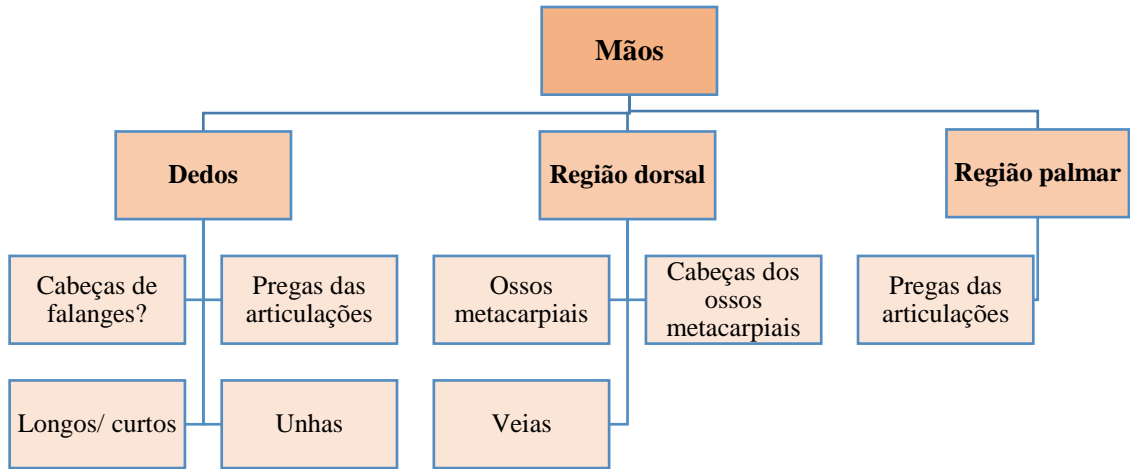 Mãos
Dedos
Região dorsal
Região palmar
Cabeças de
falanges?
Pregas das
articulações
Ossos
metacarpiais
Cabeças dos
ossos
metacarpiais
Pregas das
articulações
Longos/ curtos
Unhas
Veias